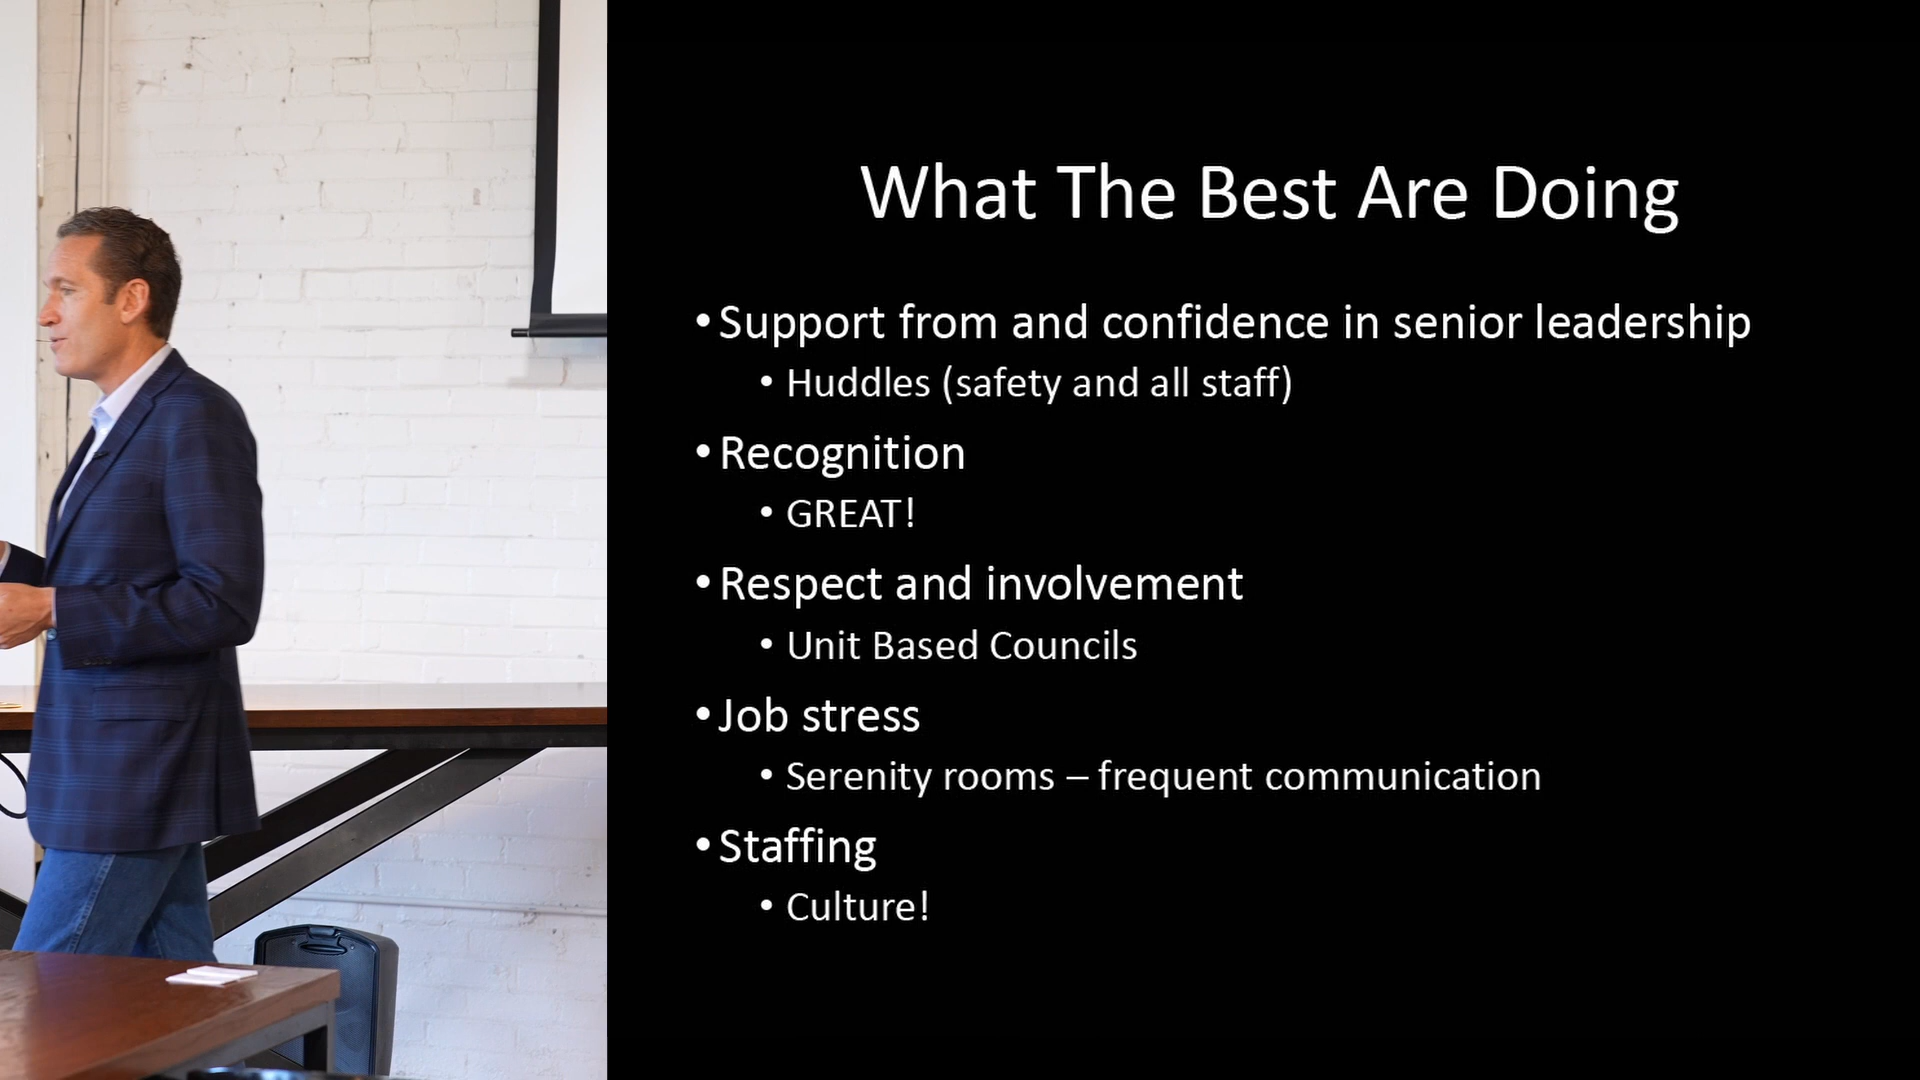 What The Best Are Doing
•Support from and confidence in senior leadership
• Huddles (safety and all staff)
•Recognition
• GREAT!
•Respect and involvement
• Unit Based Councils
•Job stress
• Serenity rooms – frequent communication
•Staffing
• Culture!